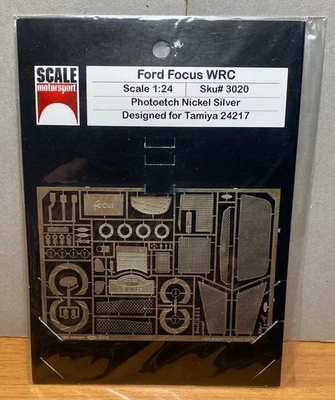 SCALE
motorsport
Ford Focus WRC
Scale 1:24 Sku# 3020
Photoetch Nickel Silver
Designed for Tamiya 24217
FOCUS